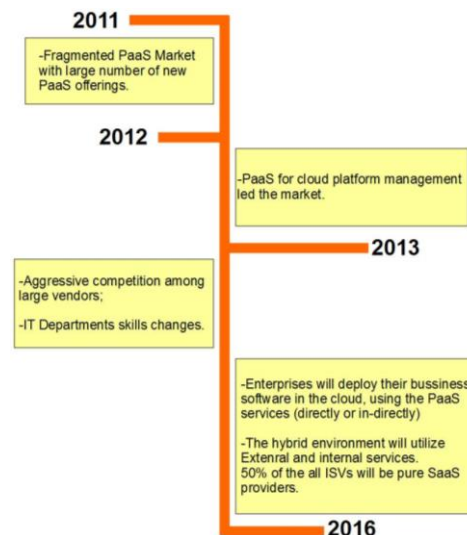 2011
-Fragmented PaaS Market
with large number of new
PaaS offerings.
2012
-PaaS for cloud platform management
led the market.
2013
-Aggressive competition among
large vendors;
-IT Departments skills changes.
-Enterprises will deploy their bussiness
software in the cloud, using the PaaS
services (directly or in-directly)
-The hybrid environment will utilize
Extenral and internal services.
50% of the all ISVs will be pure SaaS
providers.
2016